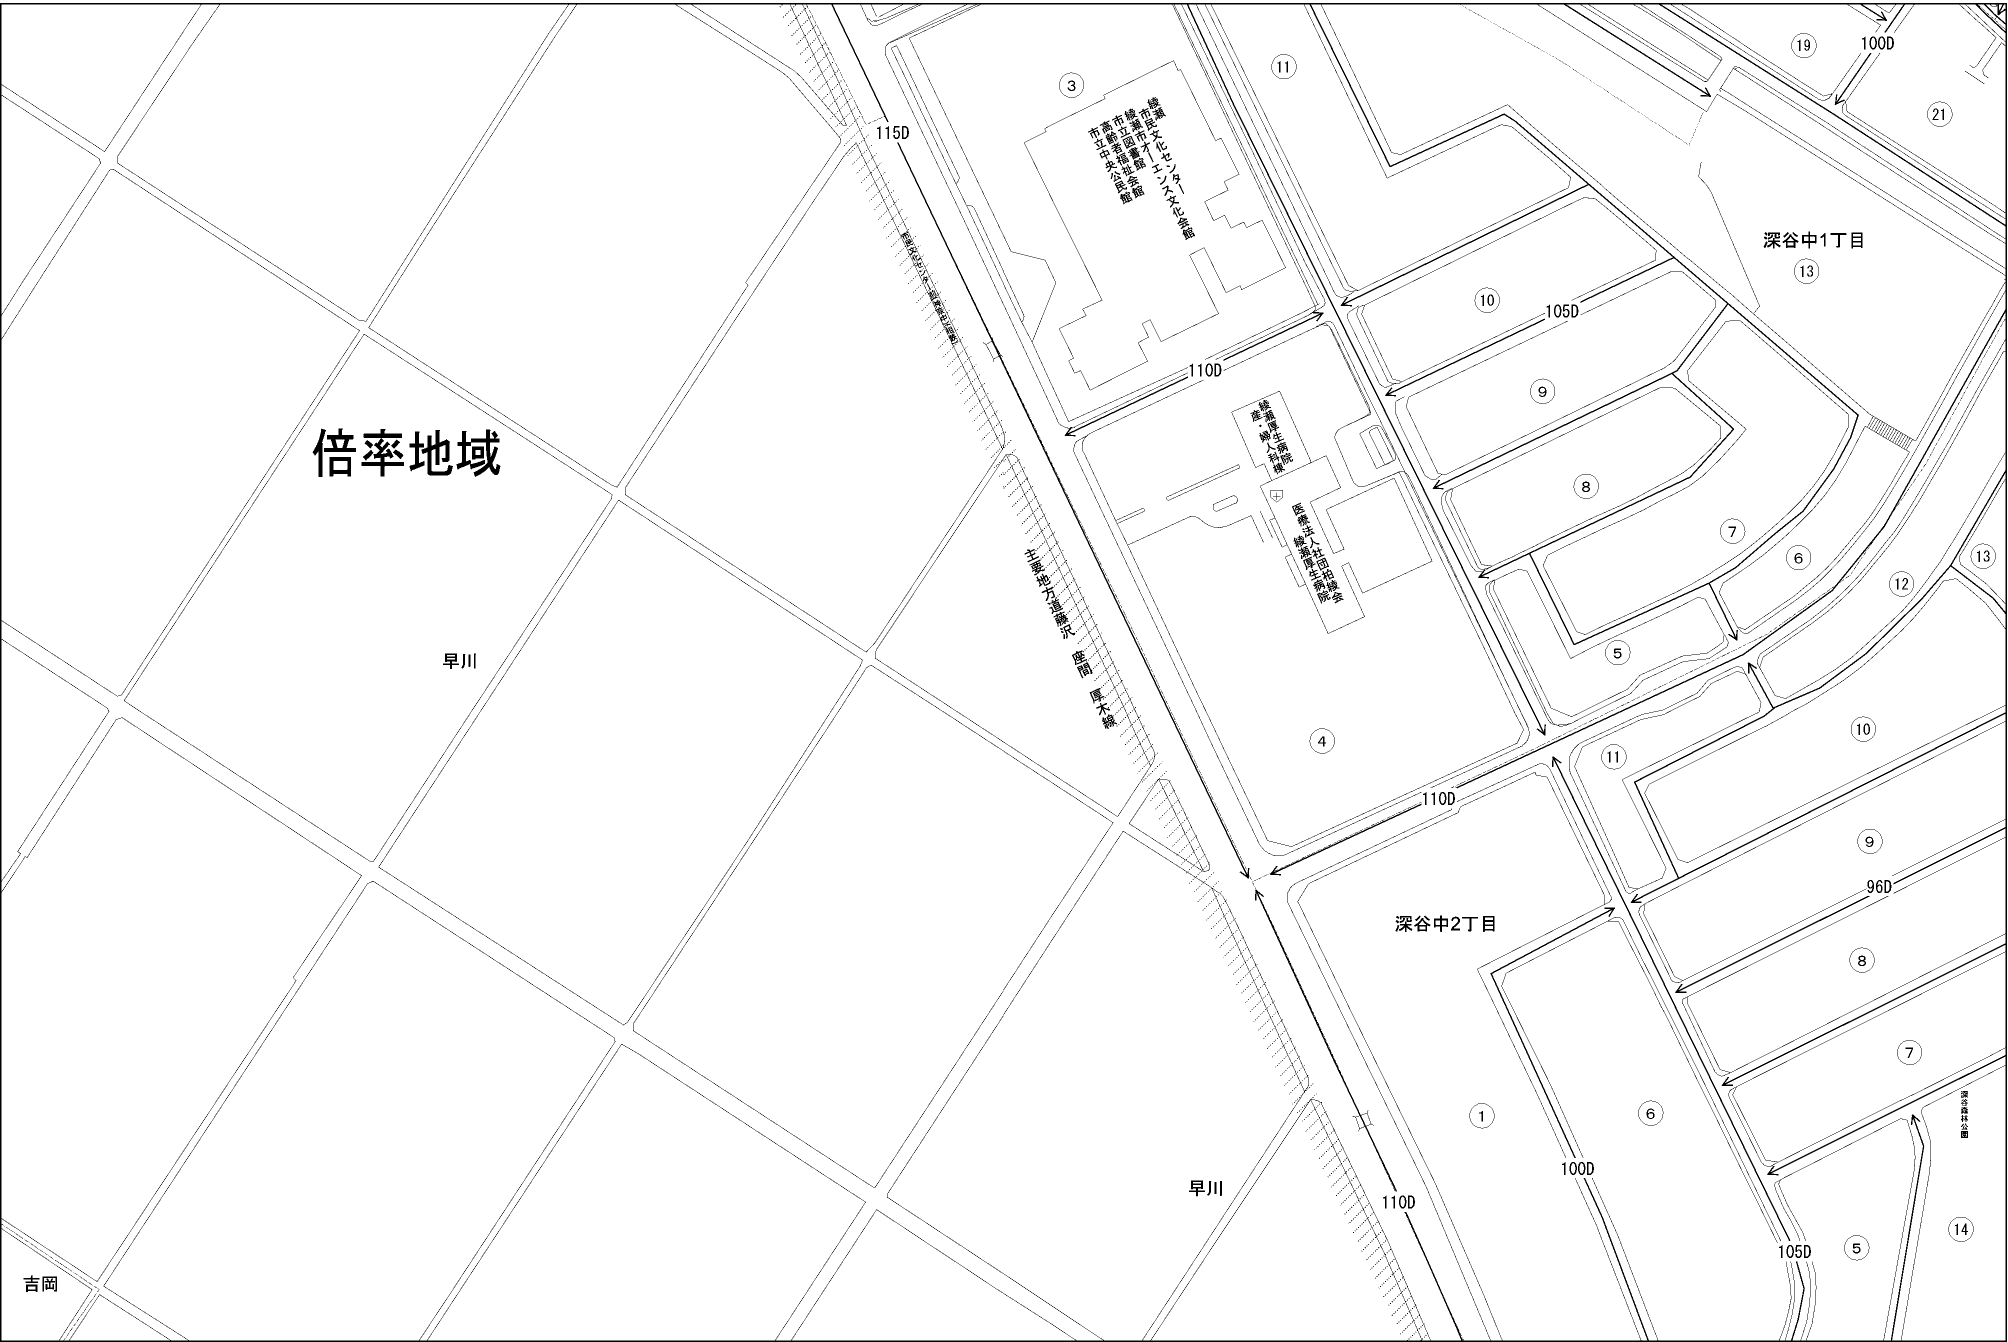 ⑲
100D
⑪
③
115D
㉑
綾瀬市民文化センター
綾瀬市オーエンス文化会館
市立図書館
高齢者福祉会館
市立中央公民館
深谷中1丁目
⑬
⑩
105D
110D
⑨
綾瀬厚生病院
産・婦人科棟
倍率地域
⑧
医療法人社団柏綾会
綾瀬厚生病院
⑦
⑥
⑬
⑫
主要地方道藤沢 座間 厚木線
早川
⑤
④
⑩
⑪
110D
⑨
96D
深谷中2丁目
⑧
⑦
①
⑥
深谷森林公園
100D
早川
110D
⑭
105D
⑤
吉岡